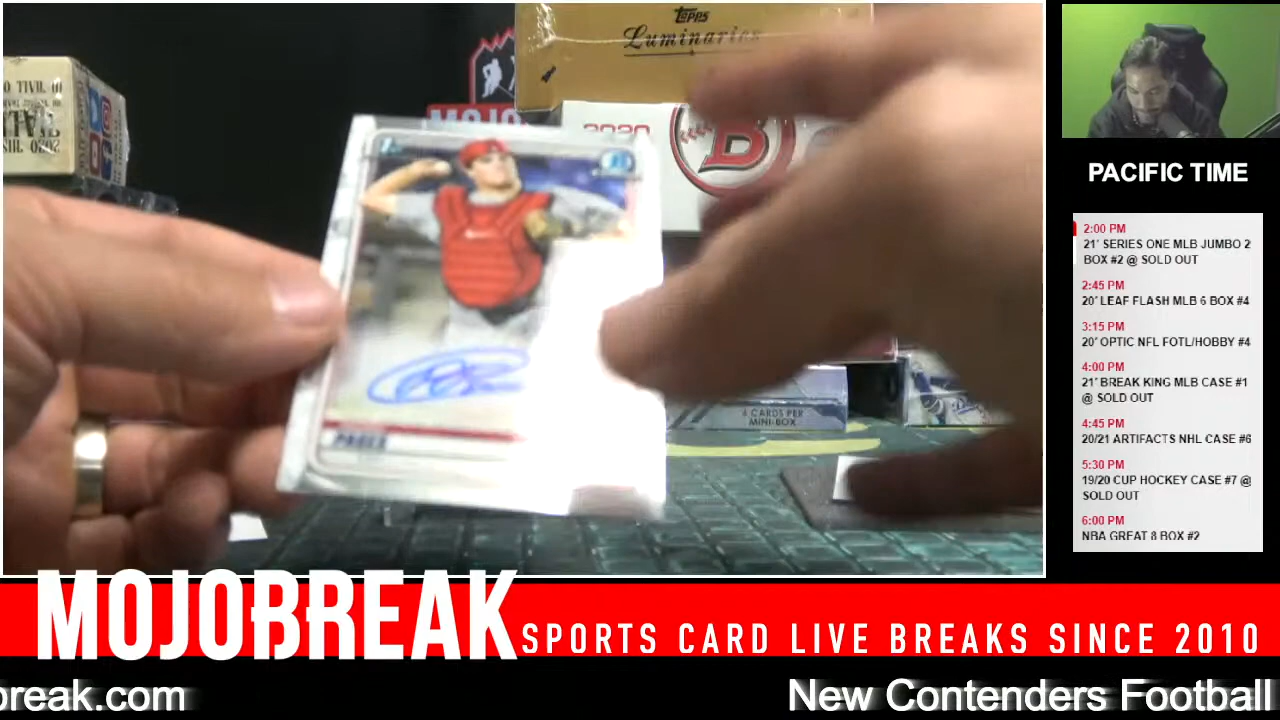 TOPPS
Luminaries
MOJO
2020
B
4 CARDS PER
MINI-BOX
PACIFIC TIME
2:00 PM
21' SERIES ONE MLB JUMBO 2
BOX #2 @ SOLD OUT
2:45 PM
20' LEAF FLASH MLB 6 BOX #4
3:15 PM
20' OPTIC NFL FOTL/HOBBY #4
4:00 PM
21' BREAK KING MLB CASE #1
@ SOLD OUT
4:45 PM
20/21 ARTIFACTS NHL CASE #6
5:30 PM
19/20 CUP HOCKEY CASE #7 @
SOLD OUT
6:00 PM
NBA GREAT 8 BOX #2
MOJOBREAK
SPORTS CARD LIVE BREAKS SINCE 2010
break.com
New Contenders Football